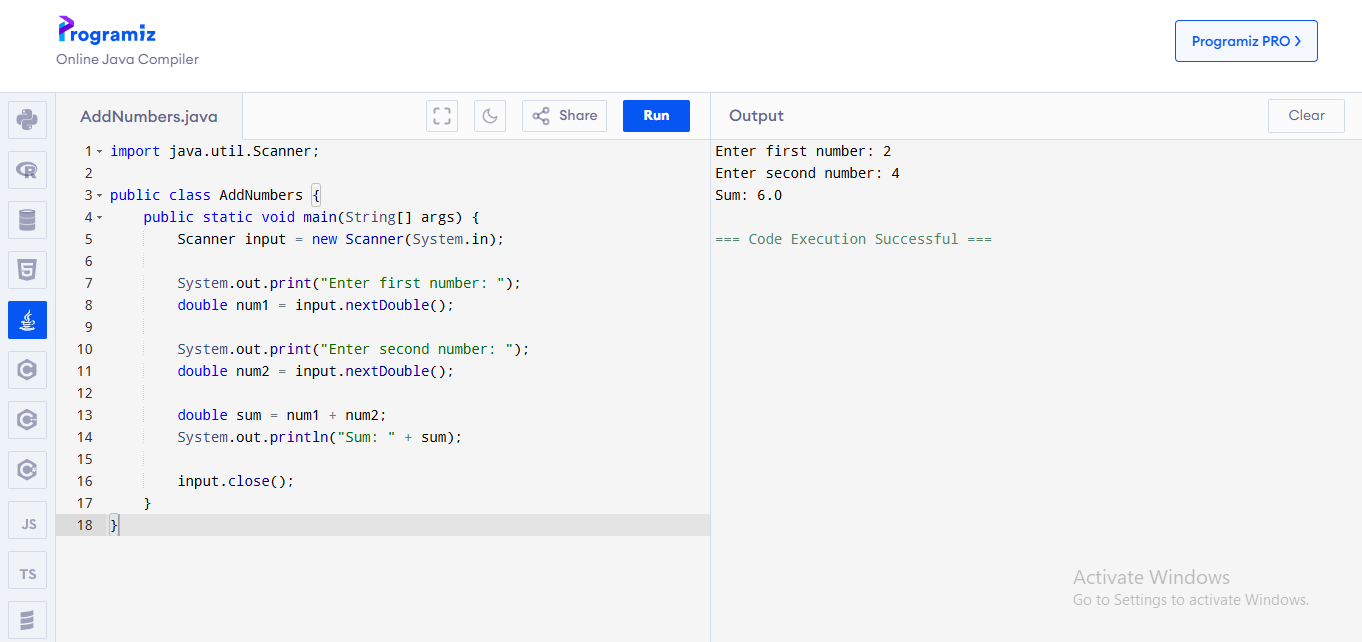 Programiz
Online Java Compiler
Programiz PRO >
AddNumbers.java
Share
Run
Output
Clear
1 import java.util.Scanner;
2
3 public class AddNumbers {
4     public static void main(String[] args) {
5         Scanner input = new Scanner(System.in);
6
7         System.out.print("Enter first number: ");
8         double num1 = input.nextDouble();
9
10         System.out.print("Enter second number: ");
11         double num2 = input.nextDouble();
12
13         double sum = num1 + num2;
14         System.out.println("Sum: " + sum);
15
16         input.close();
17     }
18 }
Enter first number: 2
Enter second number: 4
Sum: 6.0
=== Code Execution Successful ===
R
5
C
C
C
JS
TS
Activate Windows
Go to Settings to activate Windows.